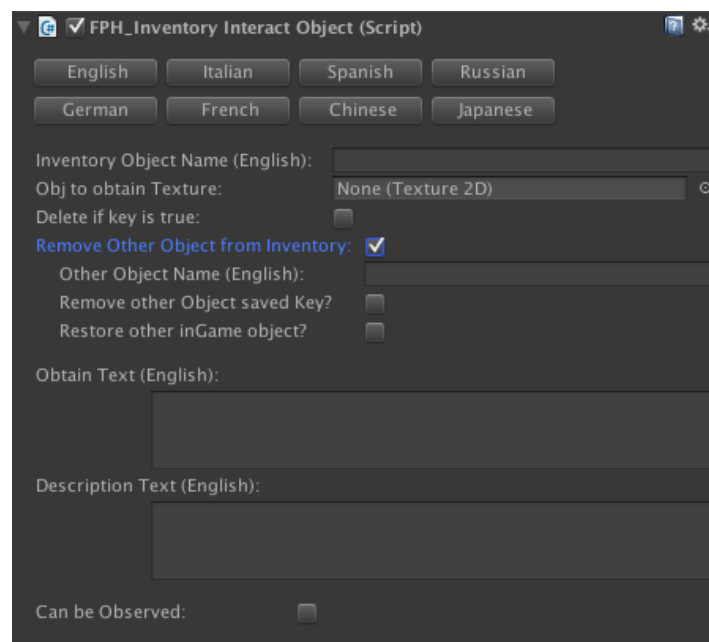 FPH_Inventory Interact Object (Script)
English Italian Spanish Russian
German French Chinese Japanese
Inventory Object Name (English):
Obj to obtain Texture: None (Texture 2D)
Delete if key is true:
Remove Other Object from Inventory:
Other Object Name (English):
Remove other Object saved Key?
Restore other inGame object?
Obtain Text (English):
Description Text (English):
Can be Observed: